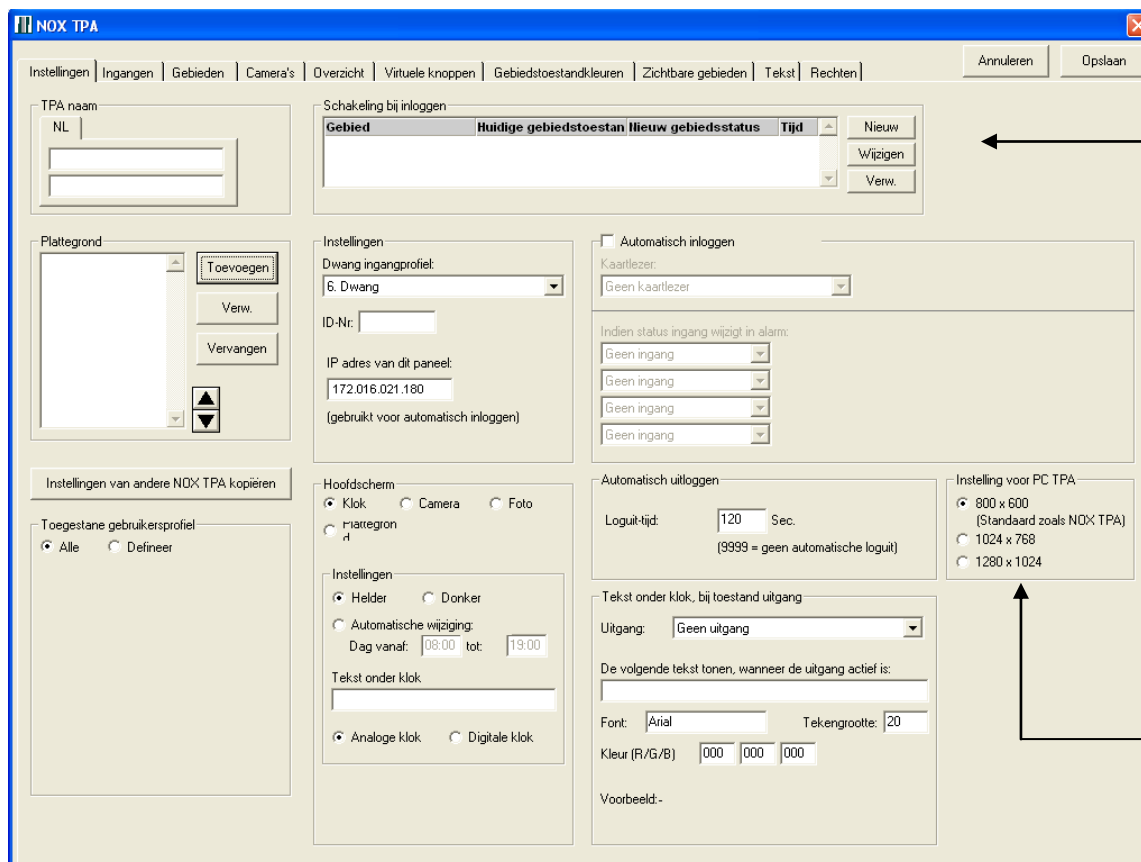 NOX TPA
Annuleren
Opslaan
Instellingen
Ingangen
Gebieden
Camera's
Overzicht
Virtuele knoppen
Gebiedstoestandkleuren
Zichtbare gebieden
Tekst
Rechten
TPA naam
NL
Schakeling bij inloggen
Gebied
Huidige gebiedstoestan
Nieuw gebiedsstatus
Tijd
Nieuw
Wijzigen
Verw.
Plattegrond
Toevoegen
Verw.
Vervangen
Instellingen
Dwang ingangprofiel:
6. Dwang
ID-Nr:
IP adres van dit paneel:
172.016.021.180
(gebruikt voor automatisch inloggen)
Automatisch inloggen
Kaartlezer:
Geen kaartlezer
Indien status ingang wijzigt in alarm:
Geen ingang
Geen ingang
Geen ingang
Geen ingang
Instellingen van andere NOX TPA kopiëren
Toegestane gebruikersprofiel
Alle
Defineer
Hoofdscherm
Klok
Camera
Foto
Plattegron
d
Instellingen
Helder
Donker
Automatische wijziging:
Dag vanaf:
08:00
tot:
19:00
Tekst onder klok
Analoge klok
Digitale klok
Automatisch uitloggen
Loguit-tijd:
120
Sec.
(9999 = geen automatische loguit)
Instelling voor PC TPA
800 x 600
(Standaard zoals NOX TPA)
1024 x 768
1280 x 1024
Tekst onder klok, bij toestand uitgang
Uitgang:
Geen uitgang
De volgende tekst tonen, wanneer de uitgang actief is:
Font:
Arial
Tekengrootte:
20
Kleur (R/G/B)
000
000
000
Voorbeeld:-